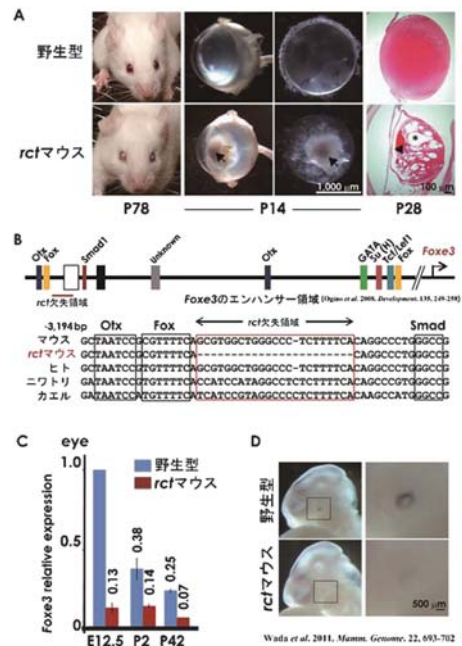 A
野生型
rctマウス
P78
P14
P28
1,000 μm
100 μm
B
Otx
Fox
Smad1
Unknown
Otx
GATA
Su(H)
Tcf/Lef1
Fox
Foxe3
rct欠失領域
Foxe3のエンハンサー領域 (Ogino et al. 2008, Development. 135, 249-258)
-3,194bp
Otx
Fox
rct欠失領域
Smad
マウス GCTAATCCGCGTTTTCAGCGTGGCTGGGCCC-TCTTTTCACAGGCCCTGGGCCG
rctマウス
ヒト
ニワトリ
カエル
C
eye
Foxe3 relative expression
1.0
0.5
0
野生型
rctマウス
0.13
0.38
0.14
0.25
0.07
E12.5 P2 P42
D
野生型
rctマウス
500 μm
Wada et al. 2011, Mamm. Genome. 22, 693-702